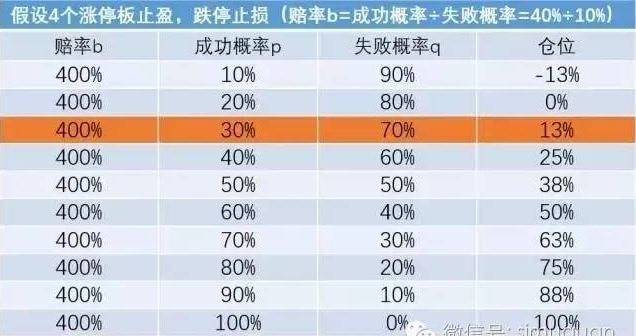 假设4个涨停板止盈，跌停止损（赔率b=成功概率÷失败概率=40%÷10%）
赔率b 成功概率p 失败概率q 仓位
400% 10% 90% -13%
400% 20% 80% 0%
400% 30% 70% 13%
400% 40% 60% 25%
400% 50% 50% 38%
400% 60% 40% 50%
400% 70% 30% 63%
400% 80% 20% 75%
400% 90% 10% 88%
400% 100% 0% 100%
微信号: